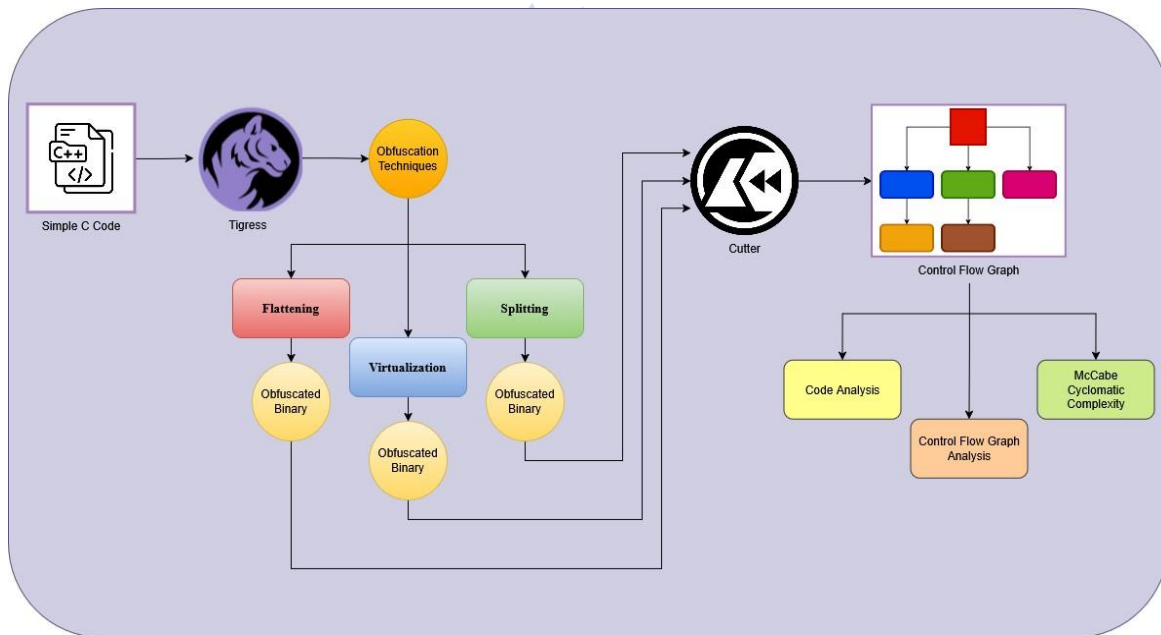 C++
</>
Simple C Code
Tigress
Obfuscation
Techniques
Flattening
Virtualization
Splitting
Obfuscated
Binary
Obfuscated
Binary
Obfuscated
Binary
Cutter
Control Flow Graph
Code Analysis
Control Flow Graph
Analysis
McCabe
Cyclomatic
Complexity